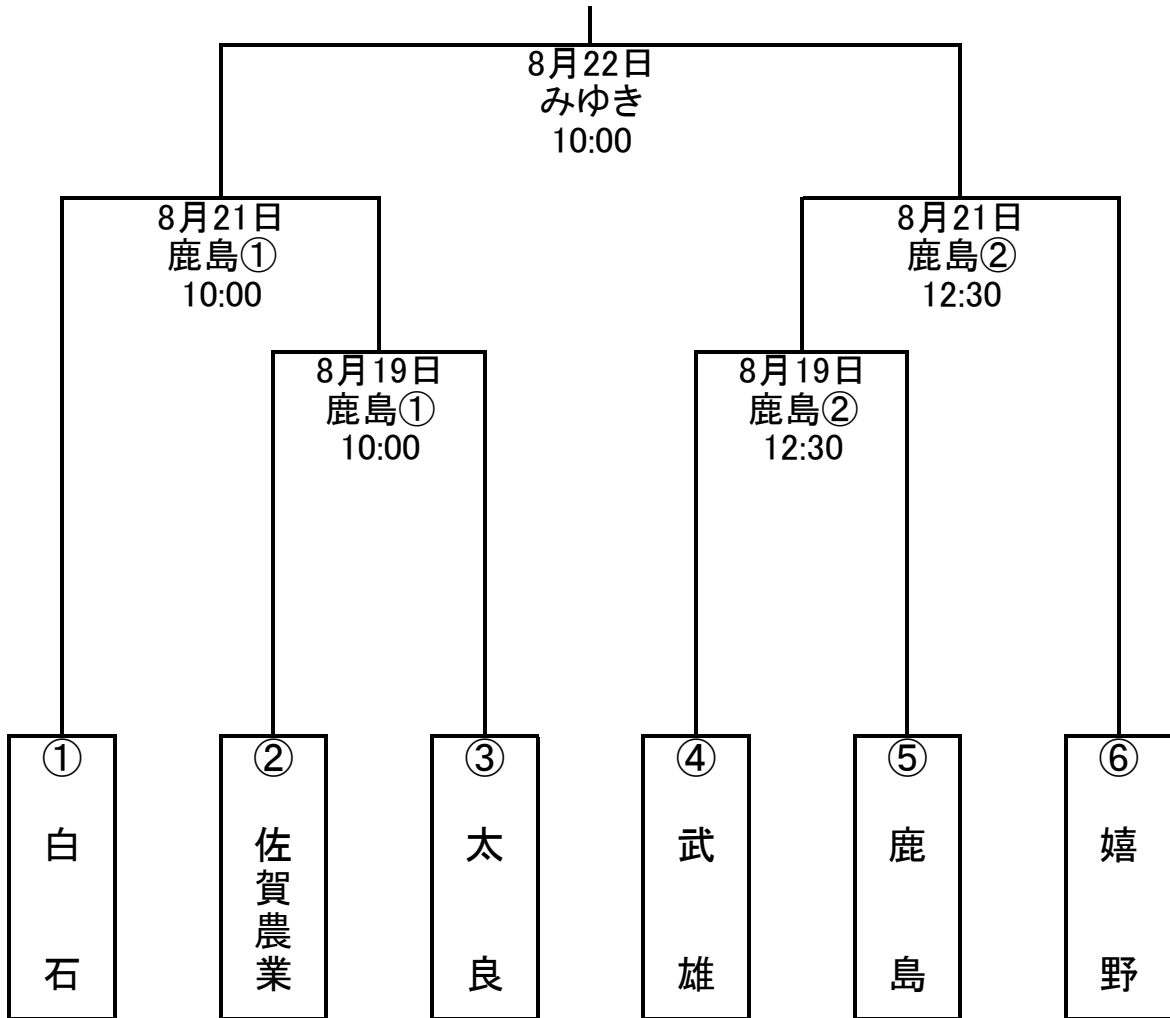 8月22日
みゆき
10:00
8月21日
鹿島①
10:00
8月21日
鹿島②
12:30
8月19日
鹿島①
10:00
8月19日
鹿島②
12:30
①
白石
②
佐賀農業
③
太良
④
武雄
⑤
鹿島
⑥
嬉野